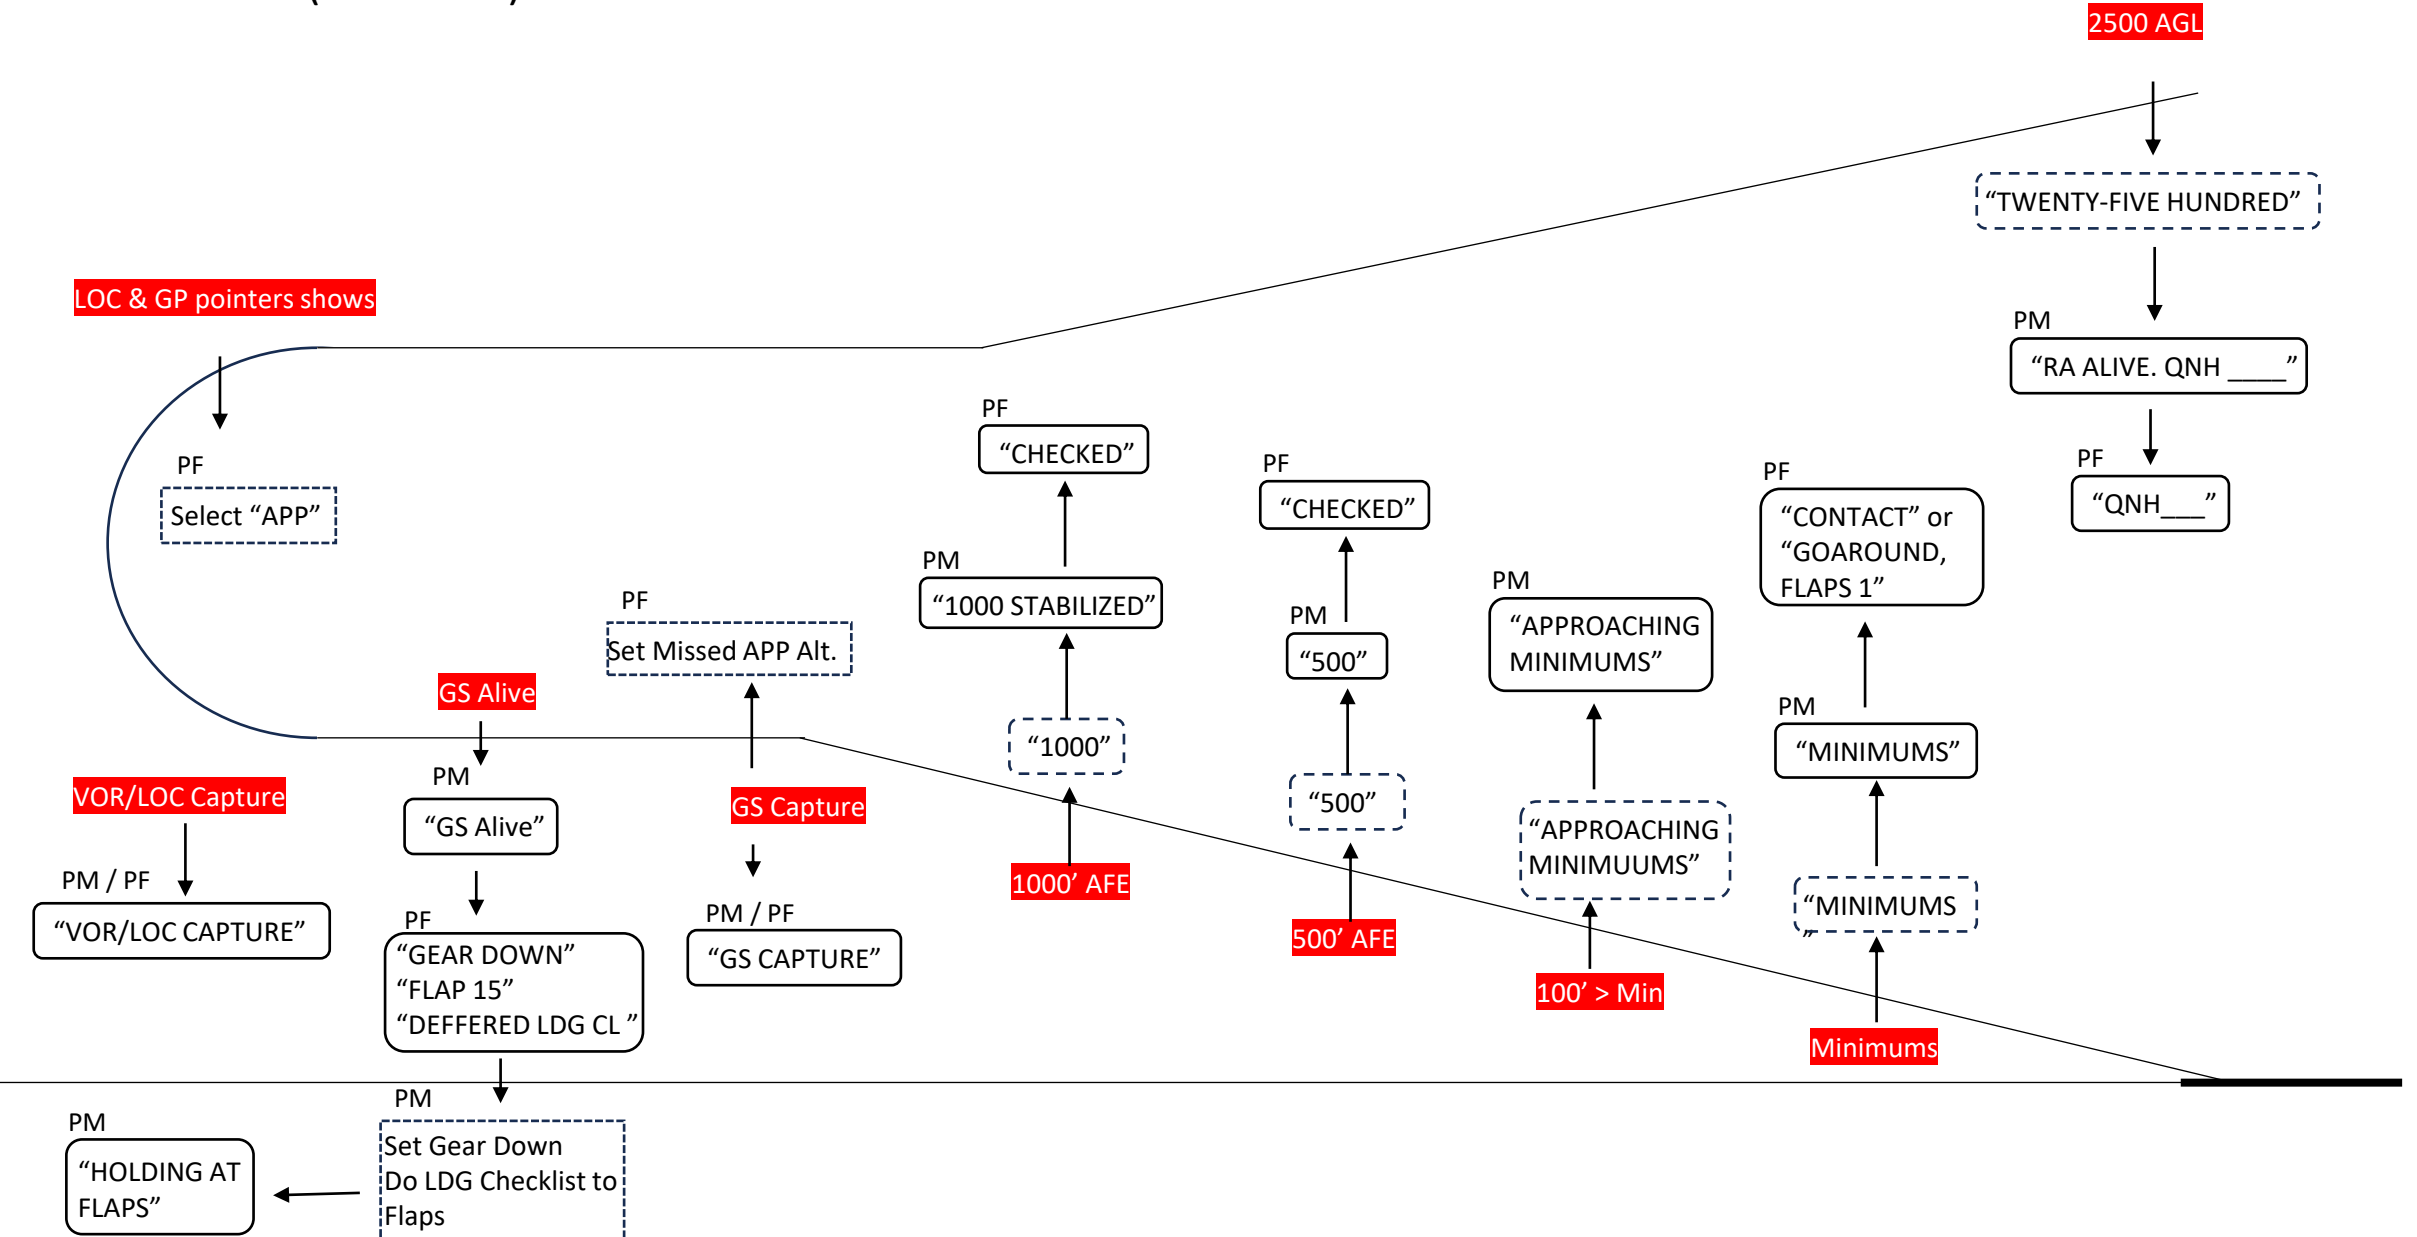 2500 AGL
“TWENTY-FIVE HUNDRED”
PM
“RA ALIVE. QNH ____”
PF
“QNH___”
LOC & GP pointers shows
PF
Select “APP”
VOR/LOC Capture
PM / PF
“VOR/LOC CAPTURE”
GS Alive
PM
“GS Alive”
PF
“GEAR DOWN”
“FLAP 15”
“DEFFERED LDG CL ”
PM
Set Gear Down
Do LDG Checklist to
Flaps
PM
“HOLDING AT
FLAPS”
PF
Set Missed APP Alt.
GS Capture
PM / PF
“GS CAPTURE”
PF
“CHECKED”
PM
“1000 STABILIZED”
“1000”
1000’ AFE
PF
“CHECKED”
PM
“500”
“500”
500’ AFE
PM
“APPROACHING
MINIMUMS”
“APPROACHING
MINIMUUMS”
100’ > Min
PF
“CONTACT” or
“GOAROUND,
FLAPS 1”
PM
“MINIMUMS”
“MINIMUMS
”
Minimums